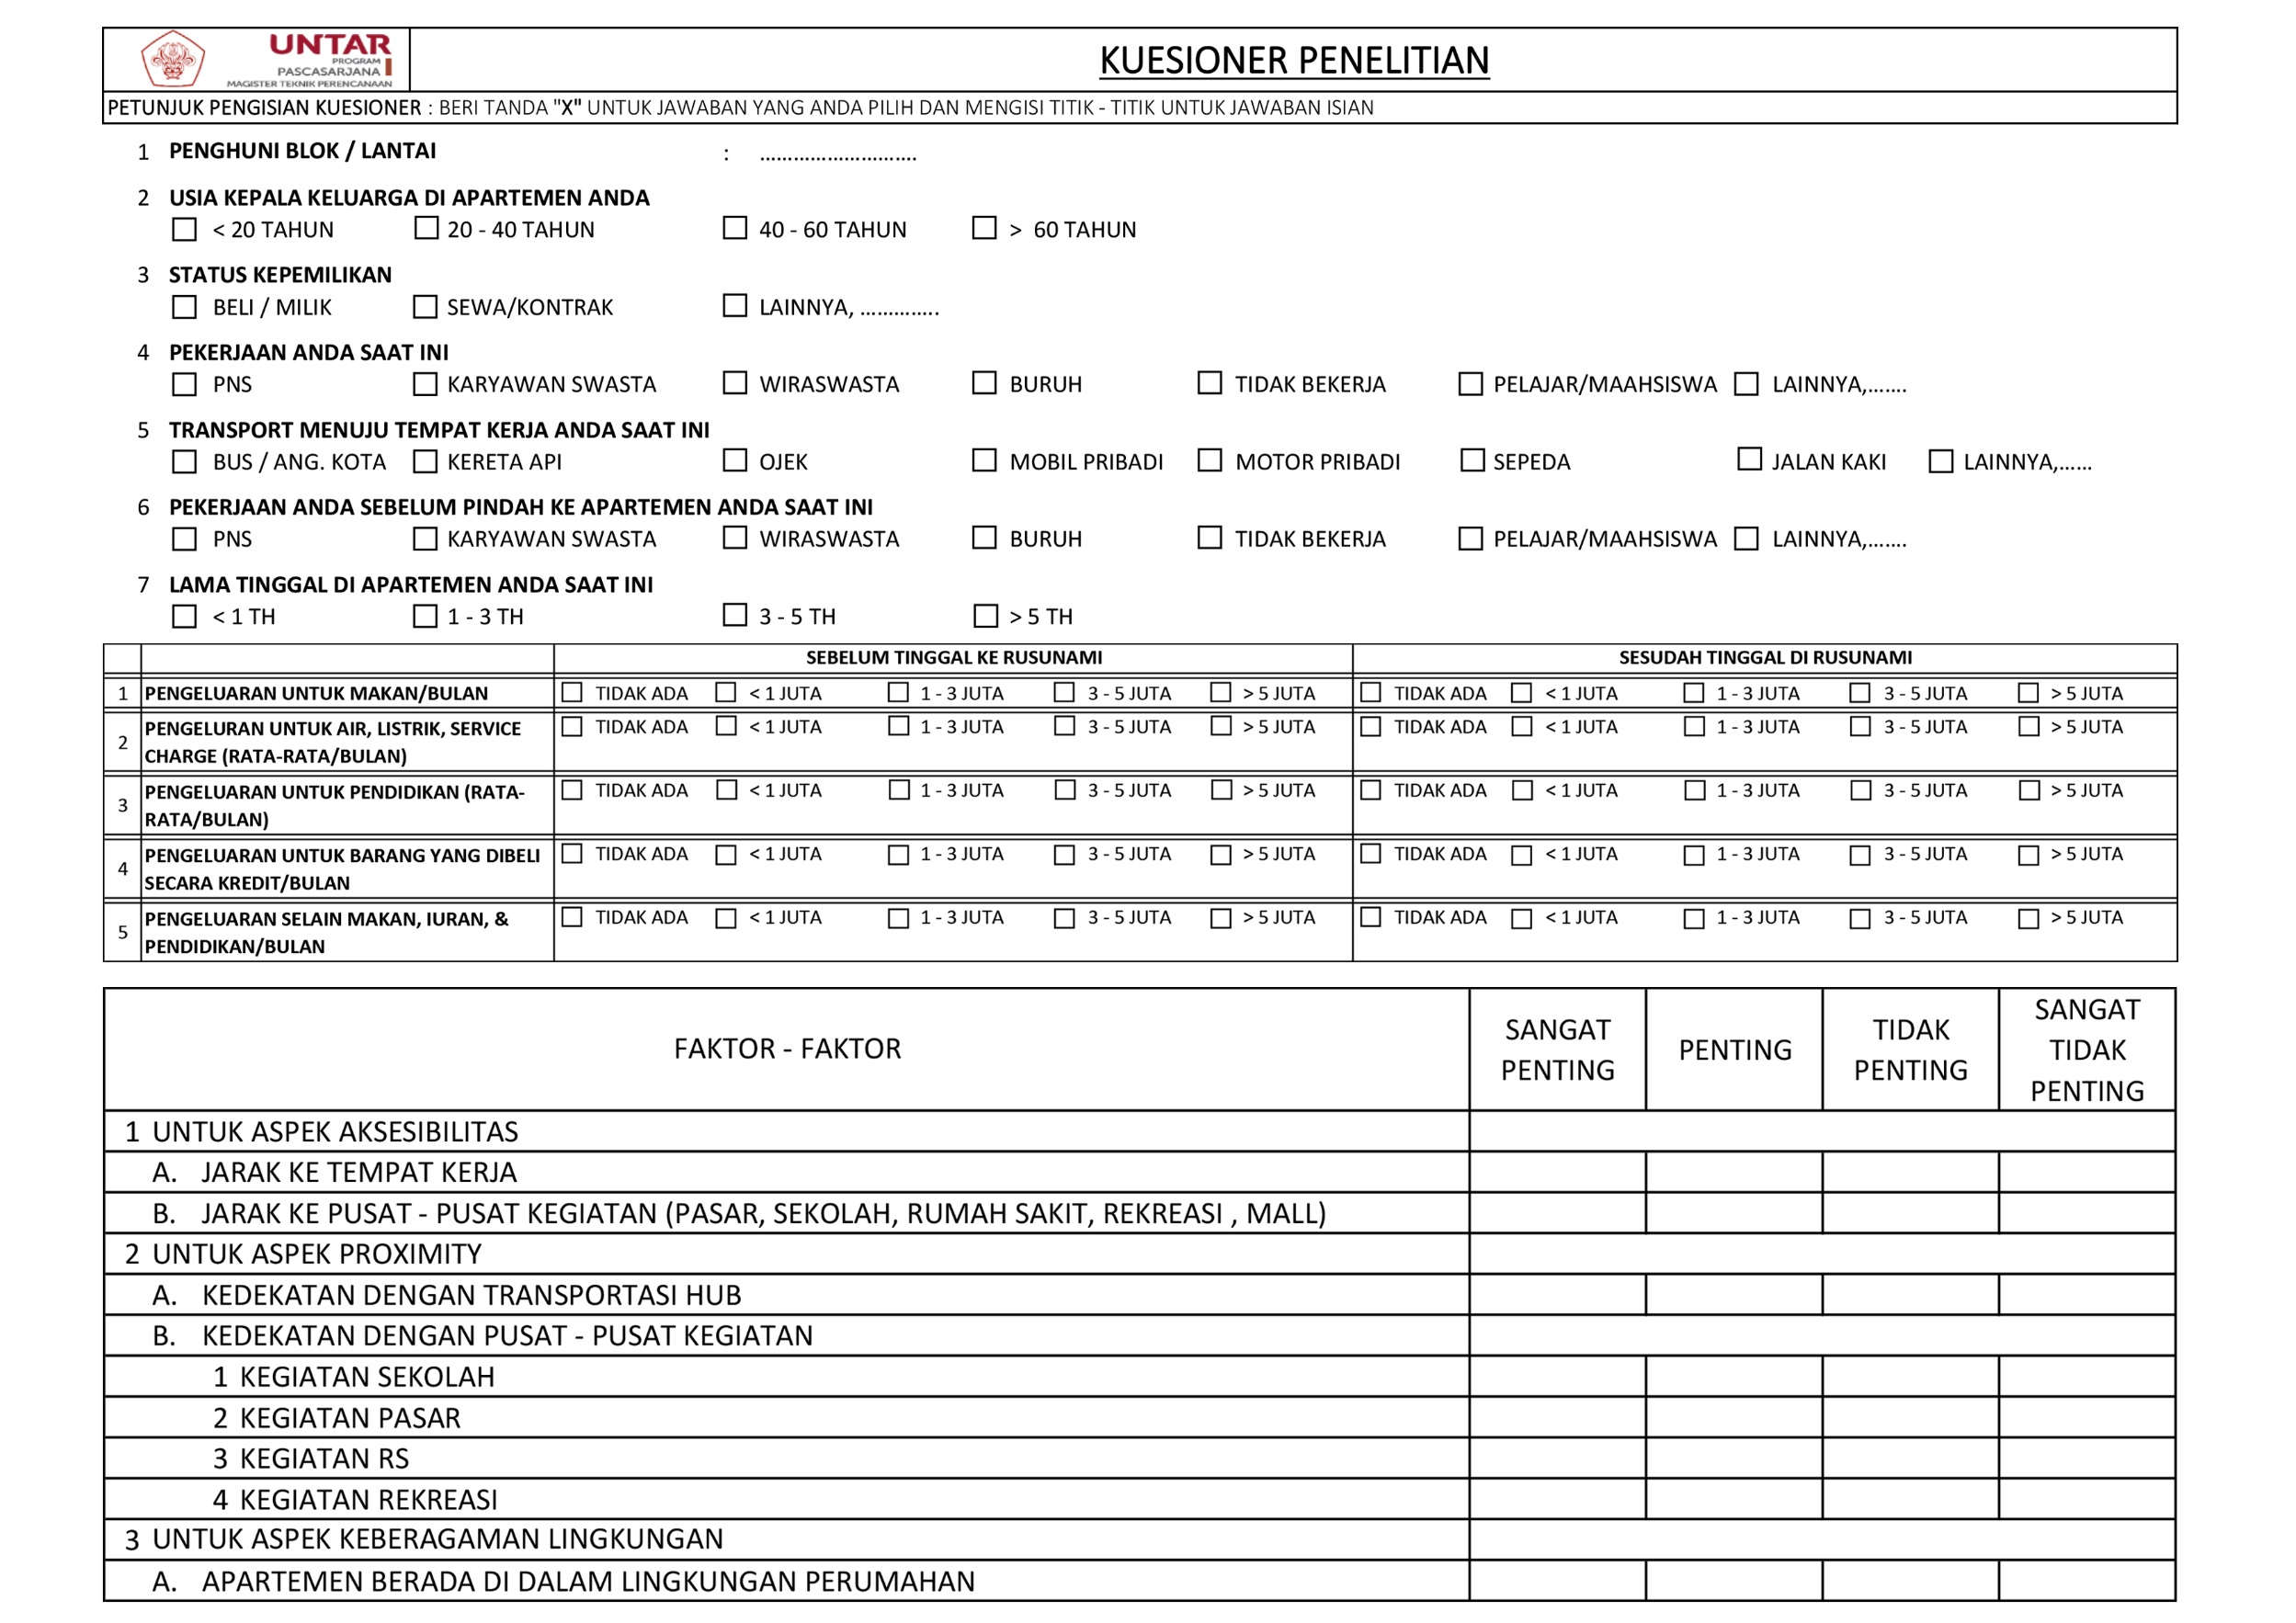 UNTAR
PROGRAM
PASCASARJANA
MAGISTER TEKNIK PERENCANAAN
KUESIONER PENELITIAN
PETUNJUK PENGISIAN KUESIONER : BERI TANDA "X" UNTUK JAWABAN YANG ANDA PILIH DAN MENGISI TITIK - TITIK UNTUK JAWABAN ISIAN
1 PENGHUNI BLOK / LANTAI : ............................
2 USIA KEPALA KELUARGA DI APARTEMEN ANDA
< 20 TAHUN 20 - 40 TAHUN 40 - 60 TAHUN > 60 TAHUN
3 STATUS KEPEMILIKAN
BELI / MILIK SEWA/KONTRAK LAINNYA, ..............
4 PEKERJAAN ANDA SAAT INI
PNS KARYAWAN SWASTA WIRASWASTA BURUH TIDAK BEKERJA PELAJAR/MAAHSISWA LAINNYA,.......
5 TRANSPORT MENUJU TEMPAT KERJA ANDA SAAT INI
BUS / ANG. KOTA KERETA API OJEK MOBIL PRIBADI MOTOR PRIBADI SEPEDA JALAN KAKI LAINNYA,......
6 PEKERJAAN ANDA SEBELUM PINDAH KE APARTEMEN ANDA SAAT INI
PNS KARYAWAN SWASTA WIRASWASTA BURUH TIDAK BEKERJA PELAJAR/MAAHSISWA LAINNYA,.......
7 LAMA TINGGAL DI APARTEMEN ANDA SAAT INI
< 1 TH 1 - 3 TH 3 - 5 TH > 5 TH
SEBELUM TINGGAL KE RUSUNAMI SESUDAH TINGGAL DI RUSUNAMI
1 PENGELUARAN UNTUK MAKAN/BULAN TIDAK ADA < 1 JUTA 1 - 3 JUTA 3 - 5 JUTA > 5 JUTA TIDAK ADA < 1 JUTA 1 - 3 JUTA 3 - 5 JUTA > 5 JUTA
2 PENGELURAN UNTUK AIR, LISTRIK, SERVICE
CHARGE (RATA-RATA/BULAN) TIDAK ADA < 1 JUTA 1 - 3 JUTA 3 - 5 JUTA > 5 JUTA TIDAK ADA < 1 JUTA 1 - 3 JUTA 3 - 5 JUTA > 5 JUTA
3 PENGELUARAN UNTUK PENDIDIKAN (RATA-
RATA/BULAN) TIDAK ADA < 1 JUTA 1 - 3 JUTA 3 - 5 JUTA > 5 JUTA TIDAK ADA < 1 JUTA 1 - 3 JUTA 3 - 5 JUTA > 5 JUTA
4 PENGELUARAN UNTUK BARANG YANG DIBELI
SECARA KREDIT/BULAN TIDAK ADA < 1 JUTA 1 - 3 JUTA 3 - 5 JUTA > 5 JUTA TIDAK ADA < 1 JUTA 1 - 3 JUTA 3 - 5 JUTA > 5 JUTA
5 PENGELUARAN SELAIN MAKAN, IURAN, &
PENDIDIKAN/BULAN TIDAK ADA < 1 JUTA 1 - 3 JUTA 3 - 5 JUTA > 5 JUTA TIDAK ADA < 1 JUTA 1 - 3 JUTA 3 - 5 JUTA > 5 JUTA
FAKTOR - FAKTOR
SANGAT
PENTING
PENTING
TIDAK
PENTING
SANGAT
TIDAK
PENTING
1 UNTUK ASPEK AKSESIBILITAS
A. JARAK KE TEMPAT KERJA
B. JARAK KE PUSAT - PUSAT KEGIATAN (PASAR, SEKOLAH, RUMAH SAKIT, REKREASI , MALL)
2 UNTUK ASPEK PROXIMITY
A. KEDEKATAN DENGAN TRANSPORTASI HUB
B. KEDEKATAN DENGAN PUSAT - PUSAT KEGIATAN
1 KEGIATAN SEKOLAH
2 KEGIATAN PASAR
3 KEGIATAN RS
4 KEGIATAN REKREASI
3 UNTUK ASPEK KEBERAGAMAN LINGKUNGAN
A. APARTEMEN BERADA DI DALAM LINGKUNGAN PERUMAHAN